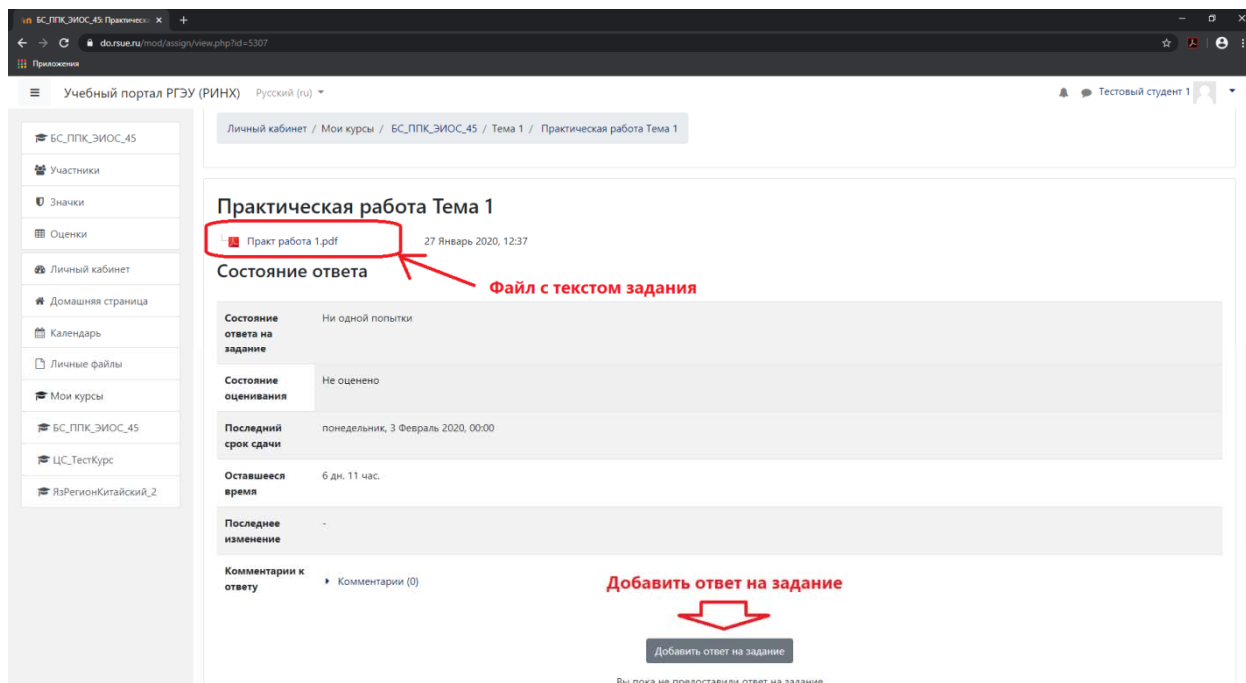 БС_ППК_ЭИОС_45: Практическ
do.rsue.ru/mod/assign/view.php?id=5307
Приложения
Учебный портал РГЭУ (РИНХ) Русский (ru) Тестовый студент 1
Личный кабинет / Мои курсы / БС_ППК_ЭИОС_45 / Тема 1 / Практическая работа Тема 1
БС_ППК_ЭИОС_45
Участники
Значки
Оценки
Личный кабинет
Домашняя страница
Календарь
Личные файлы
Мои курсы
БС_ППК_ЭИОС_45
ЦС_ТестКурс
ЯзРегионКитайский_2
Практическая работа Тема 1
Практ работа 1.pdf 27 Январь 2020, 12:37
Состояние ответа
Файл с текстом задания
Состояние ответа на задание Ни одной попытки
Состояние оценивания Не оценено
Последний срок сдачи понедельник, 3 Февраль 2020, 00:00
Оставшееся время 6 дн. 11 час.
Последнее изменение -
Комментарии к ответу Комментарии (0)
Добавить ответ на задание
Добавить ответ на задание
Вы пока не предоставили ответ на задание